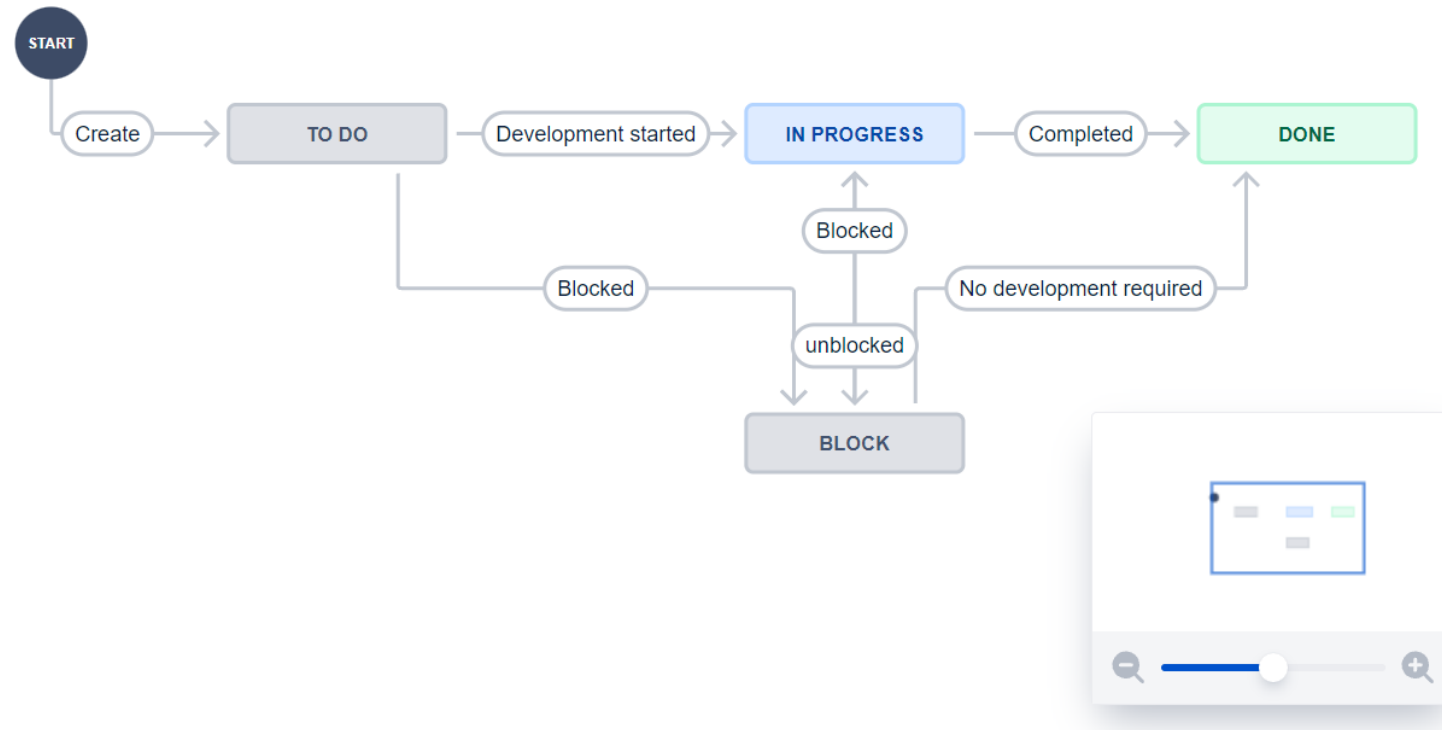 START
Create
TO DO
Development started
IN PROGRESS
Completed
DONE
Blocked
Blocked
No development required
unblocked
BLOCK